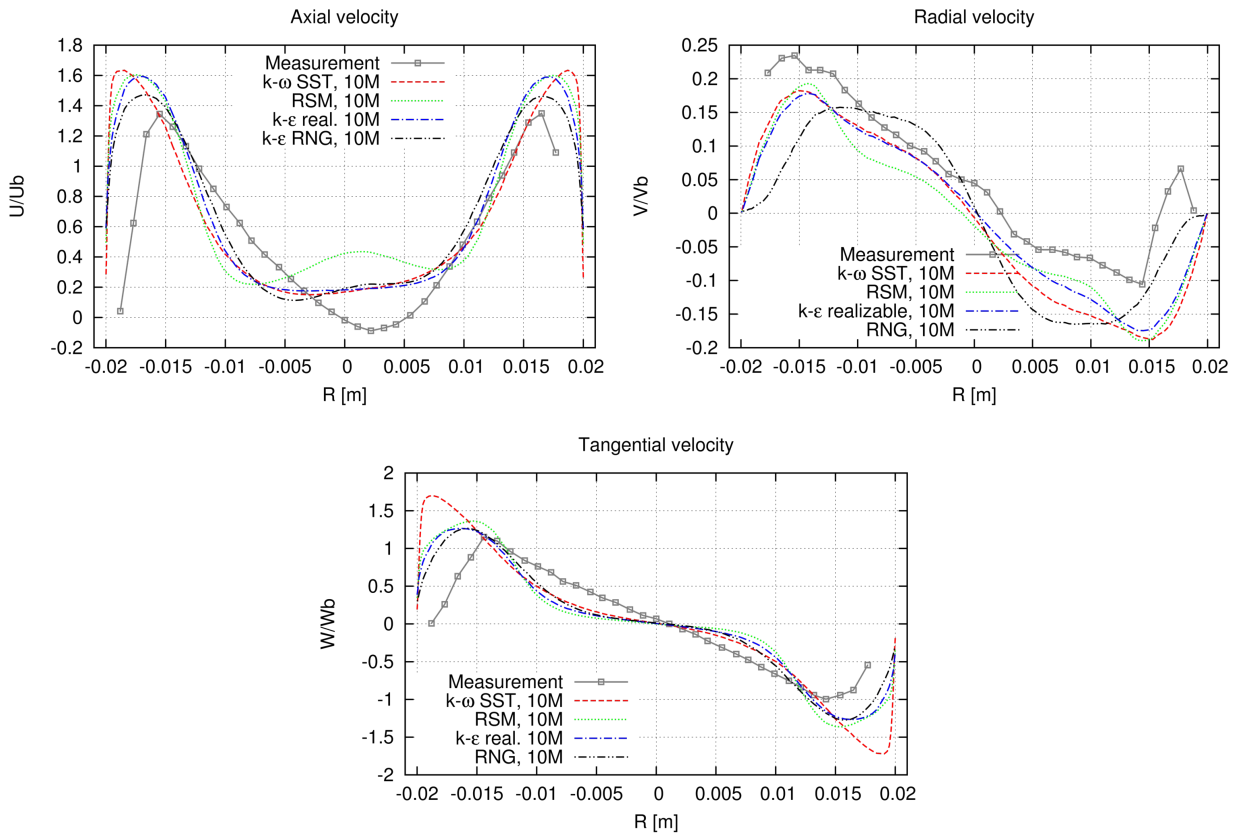 Axial velocity
1.8
1.6
1.4
1.2
1
0.8
0.6
0.4
0.2
0
-0.2
U/Ub
Measurement
k-ω SST, 10M
RSM, 10M
k-ε real. 10M
k-ε RNG, 10M
-0.02 -0.015 -0.01 -0.005 0 0.005 0.01 0.015 0.02
R [m]
Radial velocity
0.25
0.2
0.15
0.1
0.05
0
-0.05
-0.1
-0.15
-0.2
V/Vb
Measurement
k-ω SST, 10M
RSM, 10M
k-ε realizable, 10M
RNG, 10M
-0.02 -0.015 -0.01 -0.005 0 0.005 0.01 0.015 0.02
R [m]
Tangential velocity
2
1.5
1
0.5
0
-0.5
-1
-1.5
-2
W/Wb
Measurement
k-ω SST, 10M
RSM, 10M
k-ε real. 10M
RNG, 10M
-0.02 -0.015 -0.01 -0.005 0 0.005 0.01 0.015 0.02
R [m]